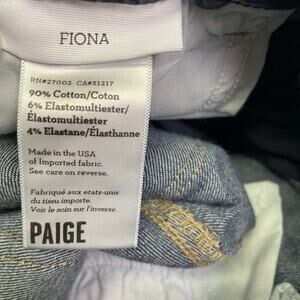 FIONA
RN#27002 CA#51217
90% Cotton/Coton
6% Elastomultiester/
Élastomultiester
4% Elastane/Élasthanne
Made in the USA
of Imported fabric.
See care on reverse.
Fabriqué aux etats-unis
du tissu importe.
Voir le soin sur l'inverse.
PAIGE